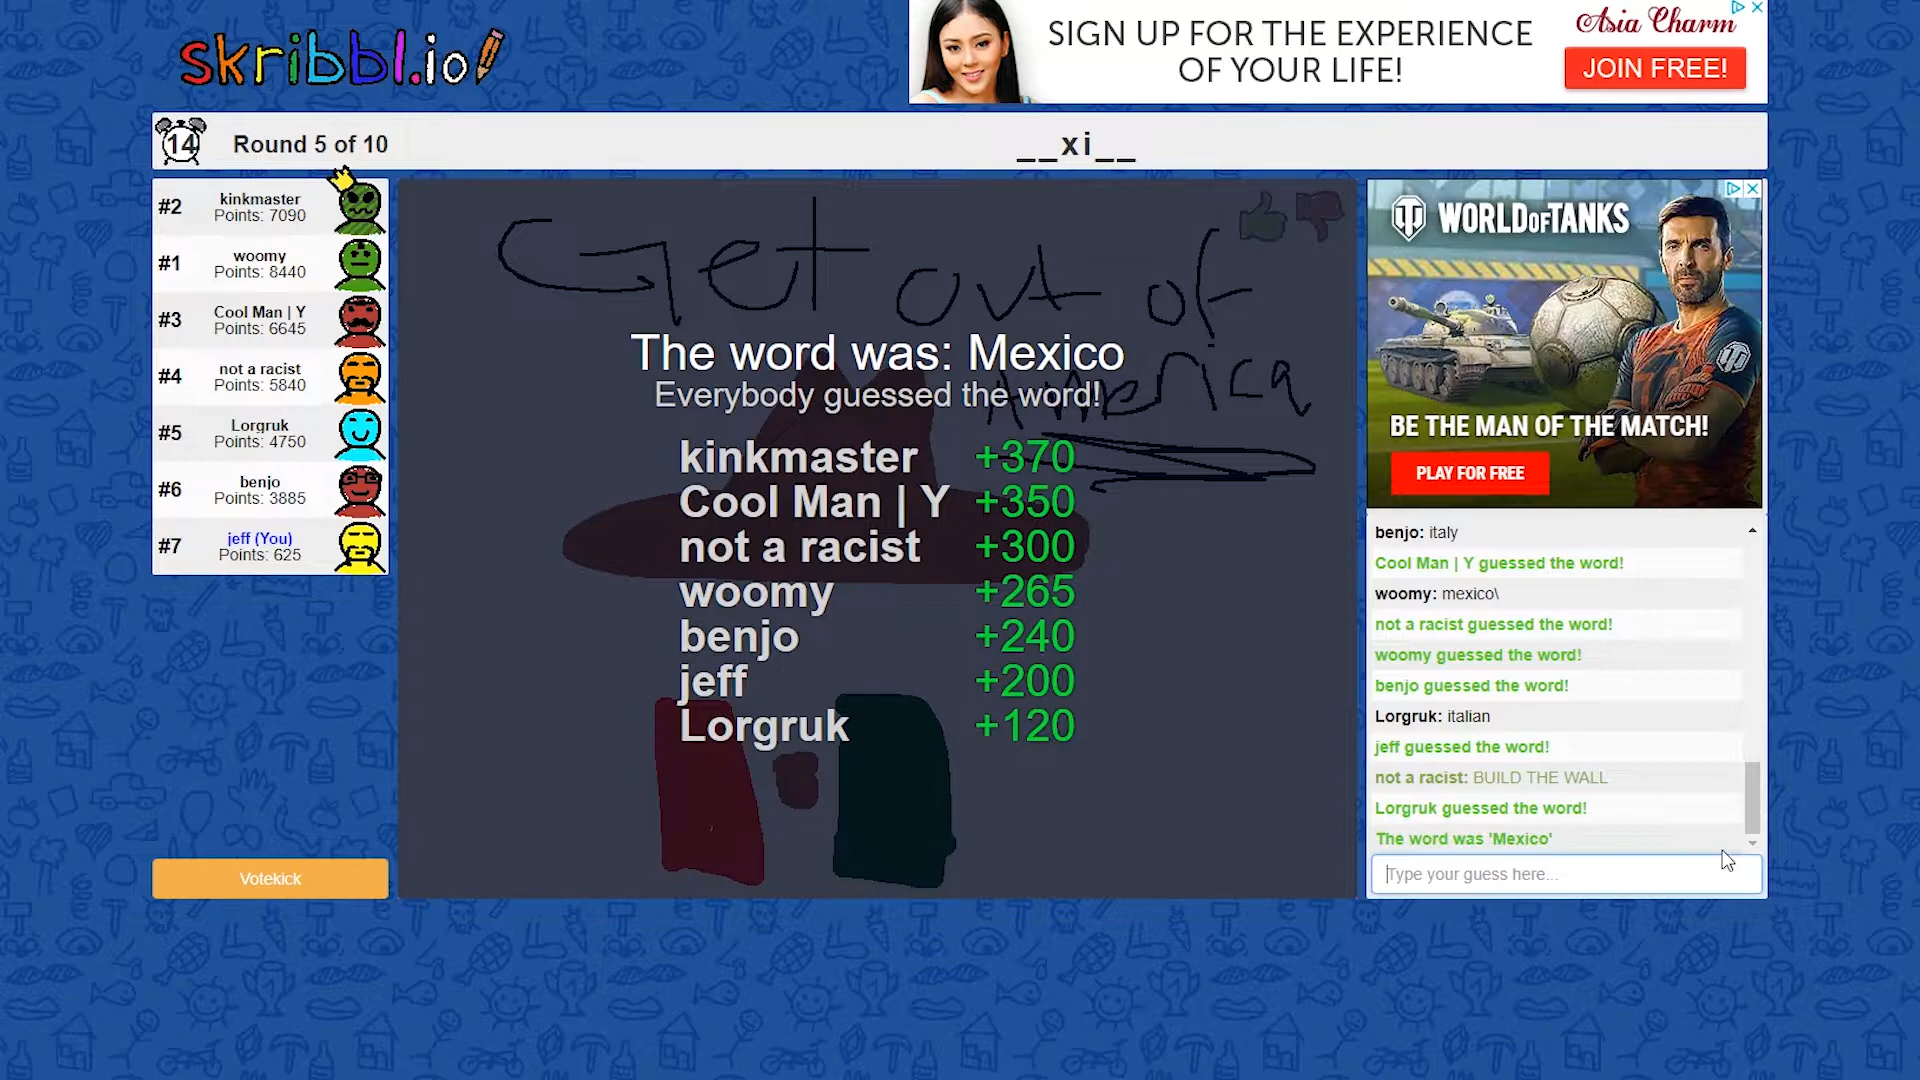 skribbl.io
SIGN UP FOR THE EXPERIENCE
OF YOUR LIFE!
Asia Charm
JOIN FREE!
14
Round 5 of 10
__xi__
#2 kinkmaster
Points: 7090
#1 woomy
Points: 8440
#3 Cool Man | Y
Points: 6645
#4 not a racist
Points: 5840
#5 Lorgruk
Points: 4750
#6 benjo
Points: 3885
#7 jeff (You)
Points: 625
Votekick
Get out of
America
The word was: Mexico
Everybody guessed the word!
kinkmaster +370
Cool Man | Y +350
not a racist +300
woomy +265
benjo +240
jeff +200
Lorgruk +120
WORLD OF TANKS
BE THE MAN OF THE MATCH!
PLAY FOR FREE
benjo: italy
Cool Man | Y guessed the word!
woomy: mexico\
not a racist guessed the word!
woomy guessed the word!
benjo guessed the word!
Lorgruk: italian
jeff guessed the word!
not a racist: BUILD THE WALL
Lorgruk guessed the word!
The word was 'Mexico'
Type your guess here...